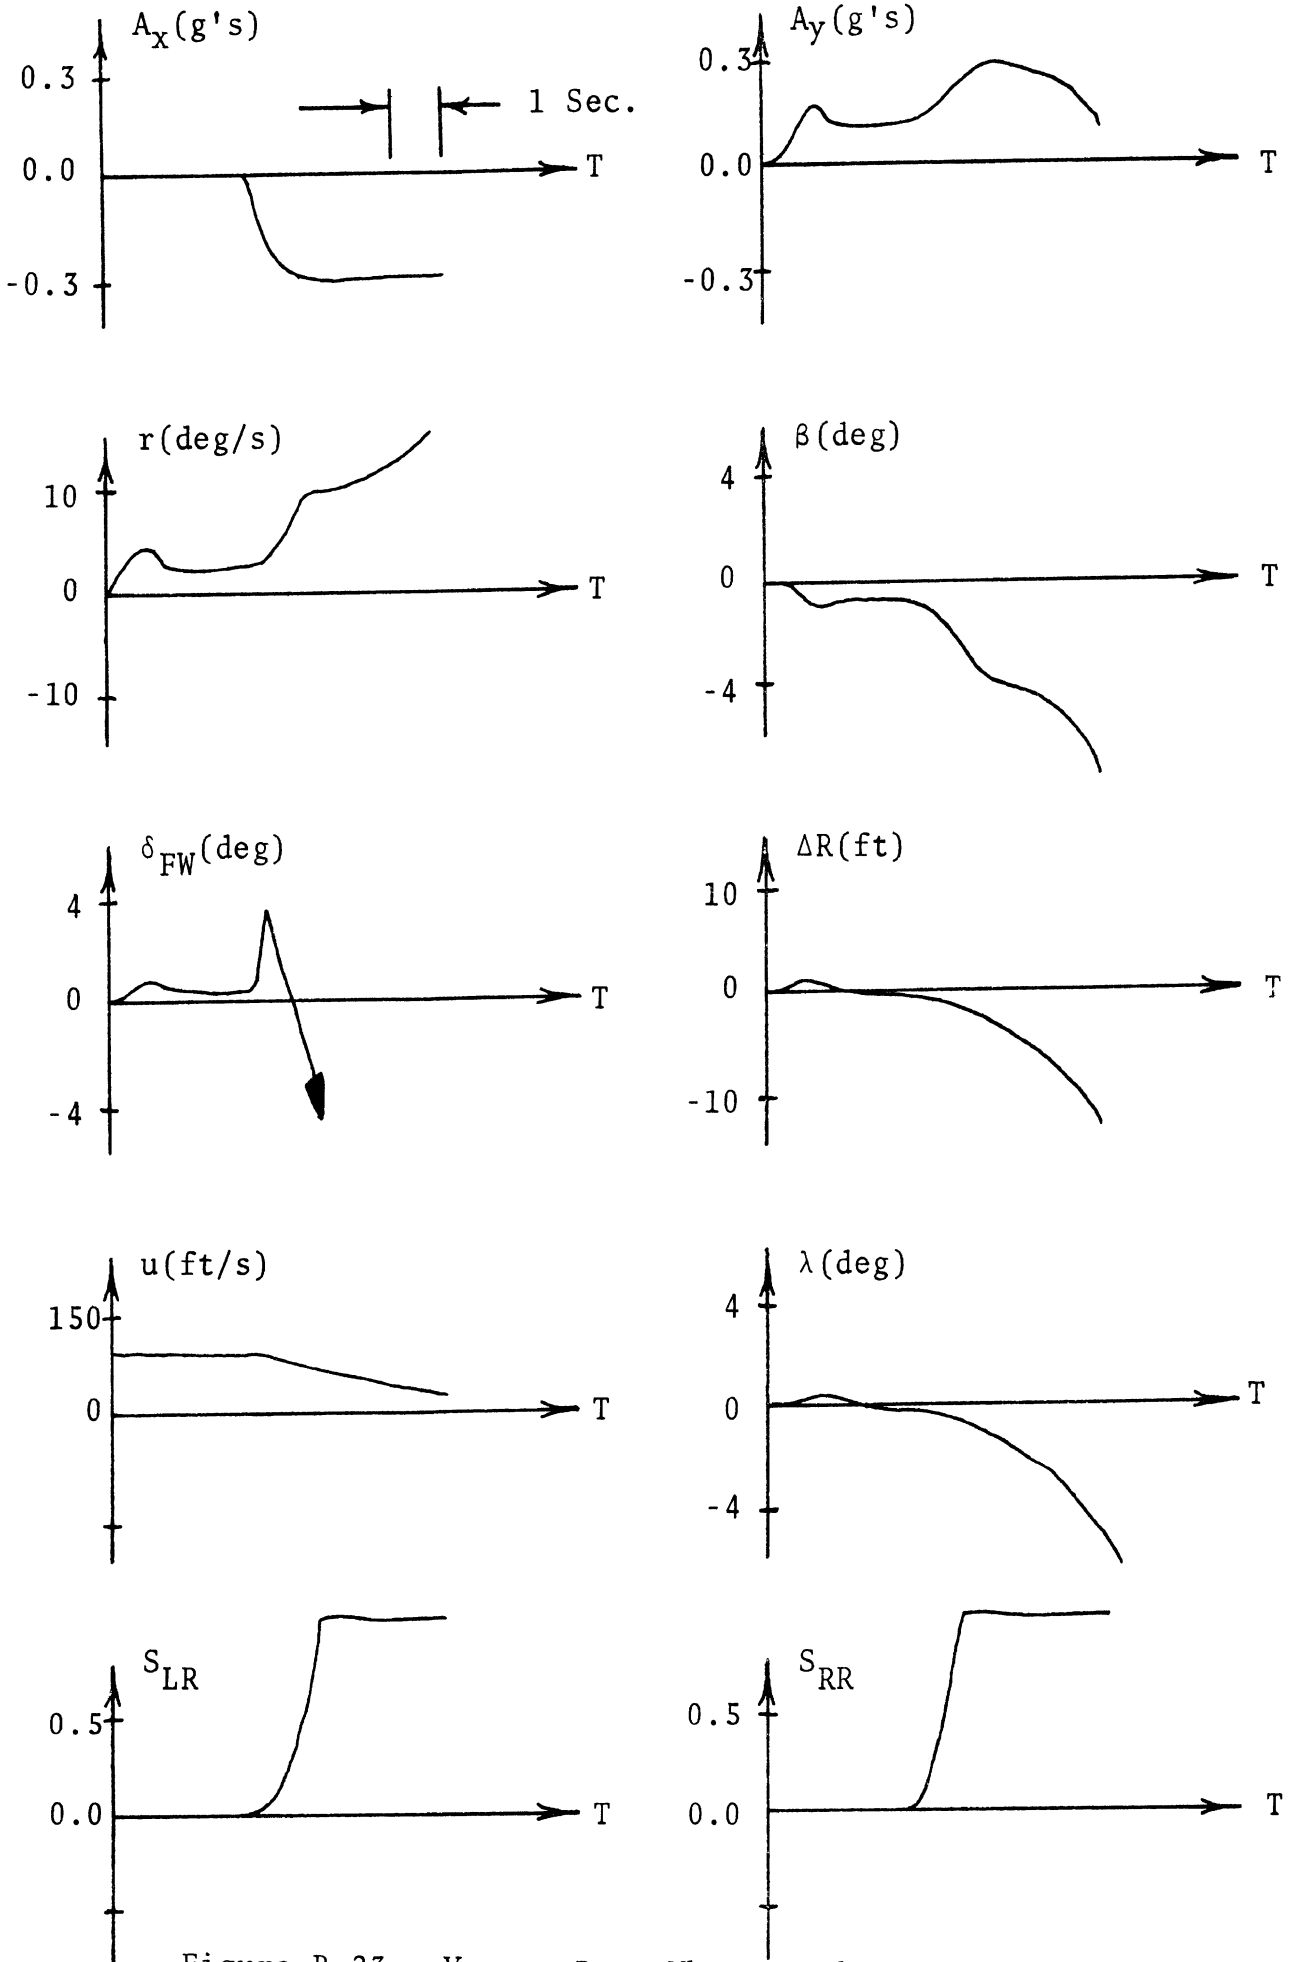 A_x(g's)
0.3
1 Sec.
0.0
T
-0.3
A_y(g's)
0.3
0.0
T
-0.3
r(deg/s)
10
0
T
-10
β(deg)
4
0
T
-4
δ_FW(deg)
4
0
T
-4
ΔR(ft)
10
0
T
-10
u(ft/s)
150
0
T
λ(deg)
4
0
T
-4
S_LR
0.5
0.0
T
S_RR
0.5
0.0
T